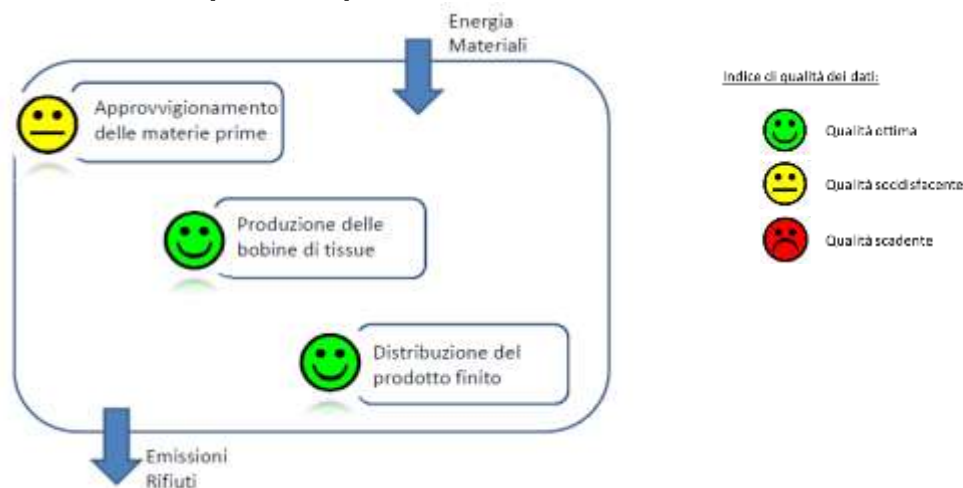 Energia
Materiali
Approvvigionamento
delle materie prime
Produzione delle
bobine di tissue
Distribuzione del
prodotto finito
Emissioni
Rifiuti
Indice di qualità dei dati:
Qualità ottima
Qualità soddisfacente
Qualità scadente